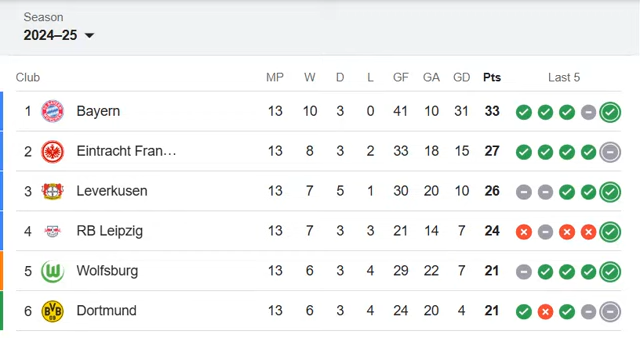 Season
2024–25
Club MP W D L GF GA GD Pts Last 5
1 Bayern 13 10 3 0 41 10 31 33
2 Eintracht Fran... 13 8 3 2 33 18 15 27
3 Leverkusen 13 7 5 1 30 20 10 26
4 RB Leipzig 13 7 3 3 21 14 7 24
5 Wolfsburg 13 6 3 4 29 22 7 21
6 Dortmund 13 6 3 4 24 20 4 21